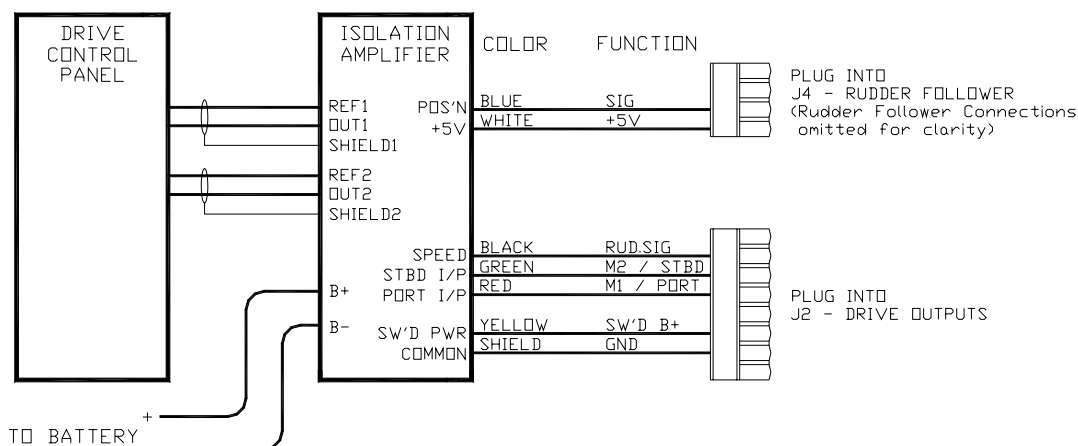 DRIVE
CONTROL
PANEL
ISOLATION
AMPLIFIER
COLOR FUNCTION
REF1
OUT1
SHIELD1
REF2
OUT2
SHIELD2
B+
B-
POS'N BLUE SIG
+5V WHITE +5V
PLUG INTO
J4 - RUDDER FOLLOWER
(Rudder Follower Connections
omitted for clarity)
SPEED BLACK RUD.SIG
STBD I/P GREEN M2 / STBD
PORT I/P RED M1 / PORT
SW'D PWR YELLOW SW'D B+
COMMON SHIELD GND
PLUG INTO
J2 - DRIVE OUTPUTS
+
TO BATTERY